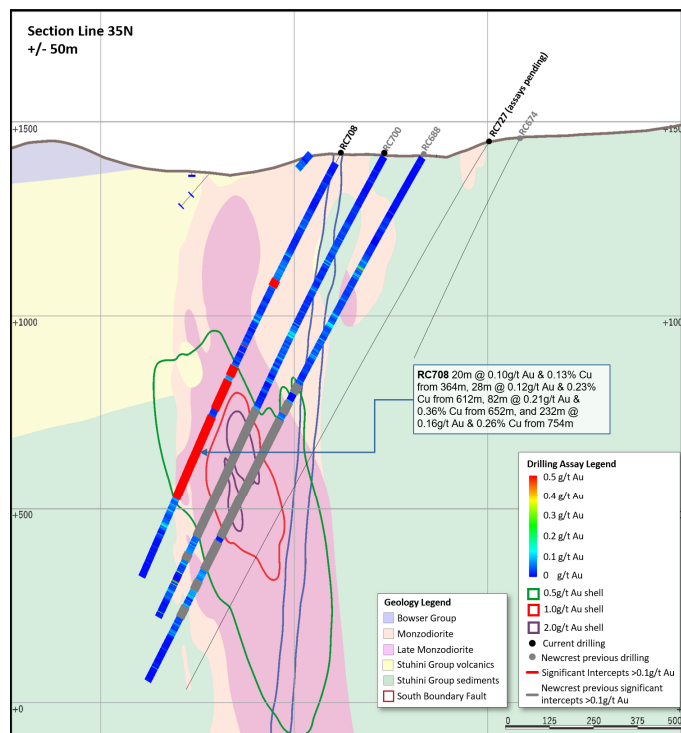 Section Line 35N
+/- 50m
RC708
RC700
RC688
RC727 (assays pending)
RC674
+1500
+1000
+100
+500
+0
RC708 20m @ 0.10g/t Au & 0.13% Cu
from 364m, 28m @ 0.12g/t Au & 0.23%
Cu from 612m, 82m @ 0.21g/t Au &
0.36% Cu from 652m, and 232m @
0.16g/t Au & 0.26% Cu from 754m
Drilling Assay Legend
0.5 g/t Au
0.4 g/t Au
0.3 g/t Au
0.2 g/t Au
0.1 g/t Au
0 g/t Au
0.5g/t Au shell
1.0g/t Au shell
2.0g/t Au shell
Current drilling
Newcrest previous drilling
Significant Intercepts >0.1g/t Au
Newcrest previous significant
intercepts >0.1g/t Au
Geology Legend
Bowser Group
Monzodiorite
Late Monzodiorite
Stuhini Group volcanics
Stuhini Group sediments
South Boundary Fault
0 125 250 375 500